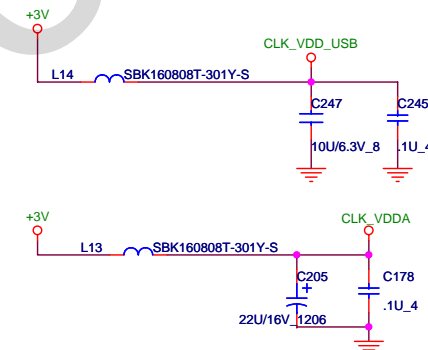 +3V
CLK_VDD_USB
L14
SBK160808T-301Y-S
C247
C245
10U/6.3V_8
.1U_4
+3V
CLK_VDDA
L13
SBK160808T-301Y-S
C205
+
C178
.1U_4
22U/16V_1206